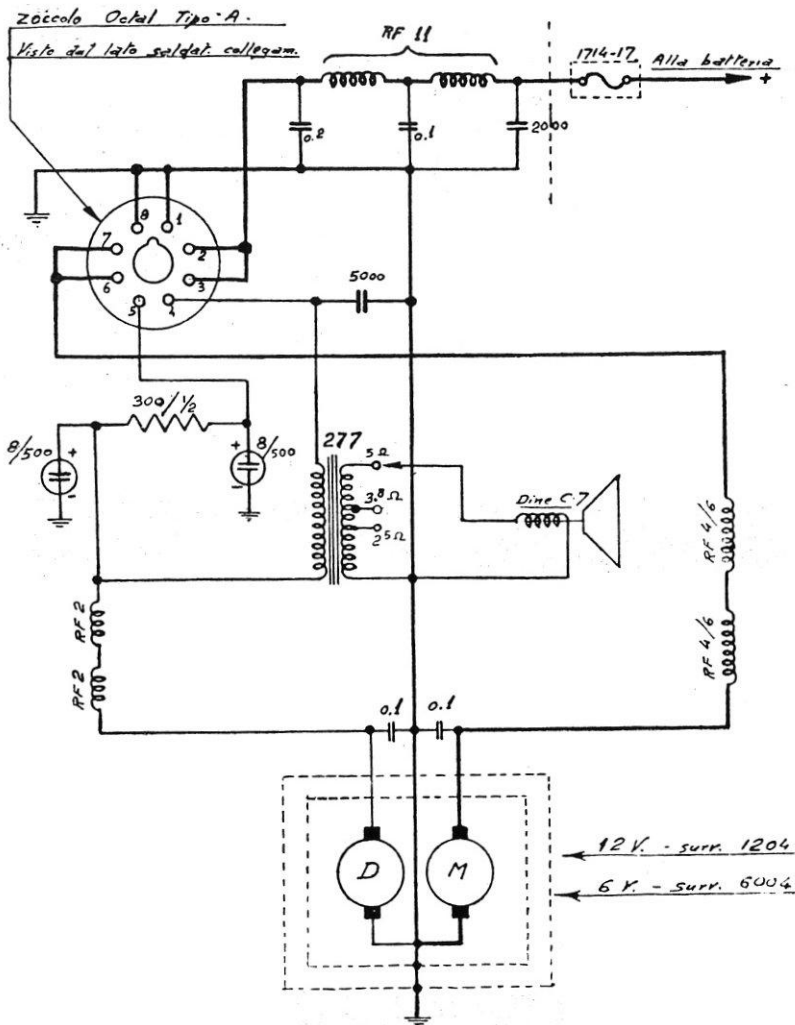 Zoccolo Octal Tipo-A.
Visto dal lato saldat. collegam.
RF 11
1714-17
Alla batteria
+
0.2
0.1
2000
8
1
7
2
6
3
5
4
5000
300/1/2
8/500
+
-
+
8/500
-
277
5Ω
3.8Ω
2 5Ω
Dine C-7
RF 4/6
RF 4/6
RF 2
RF 2
0.1
0.1
D
M
12 V. - surv. 1204
6 V. - surv. 6004